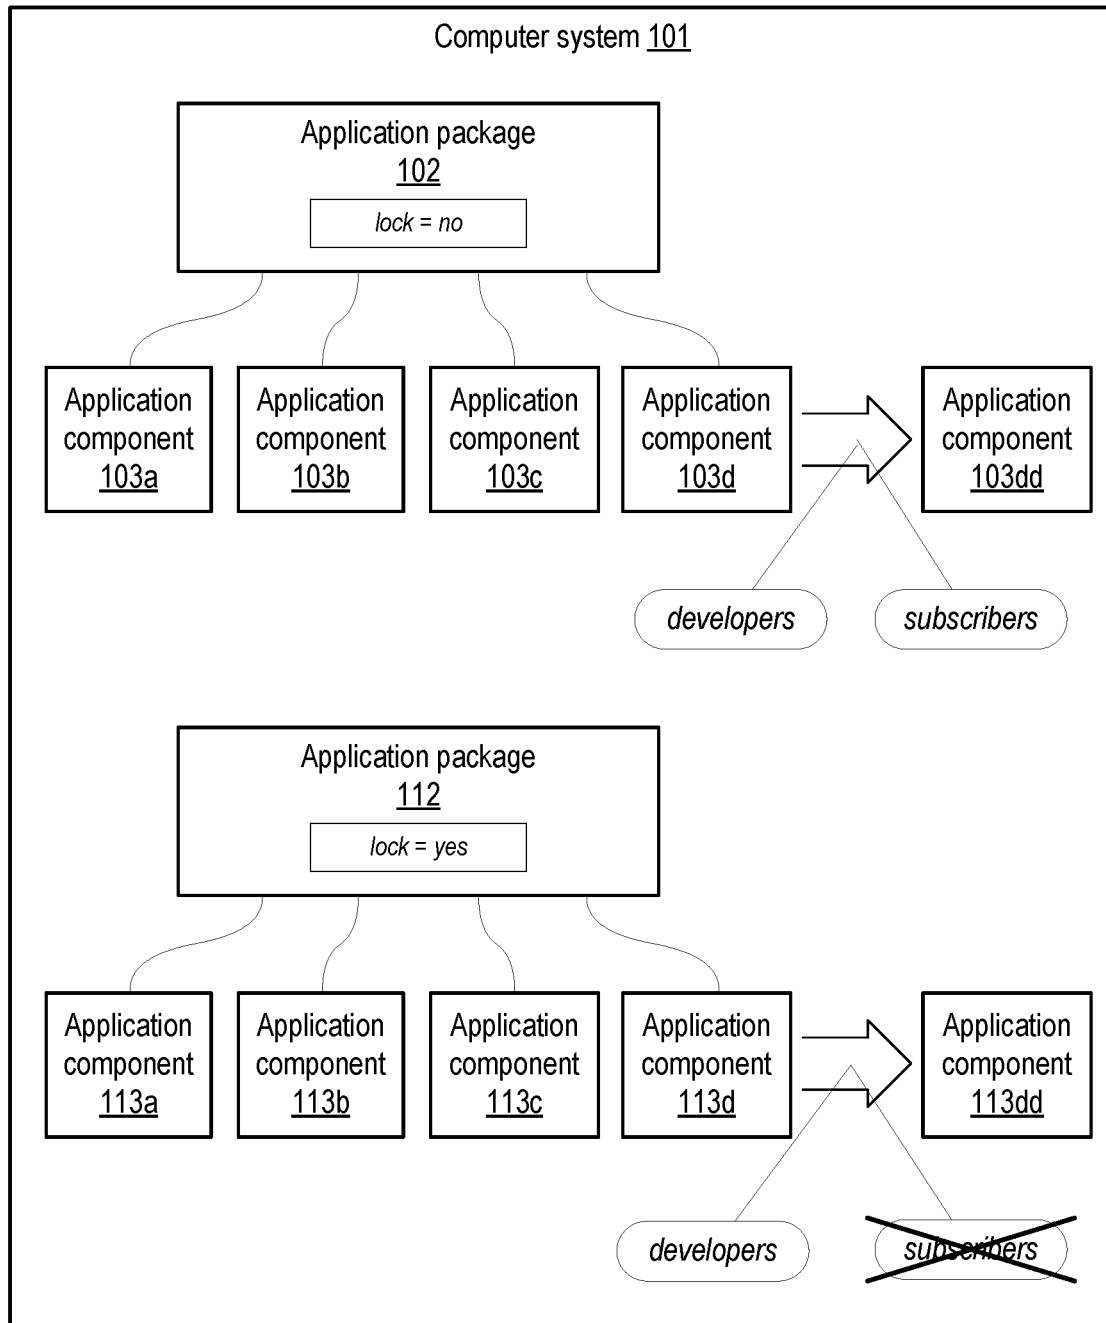 Computer system 101
Application package
102
lock = no
Application component 103a
Application component 103b
Application component 103c
Application component 103d
Application component 103dd
developers
subscribers
Application package
112
lock = yes
Application component 113a
Application component 113b
Application component 113c
Application component 113d
Application component 113dd
developers
subscribers